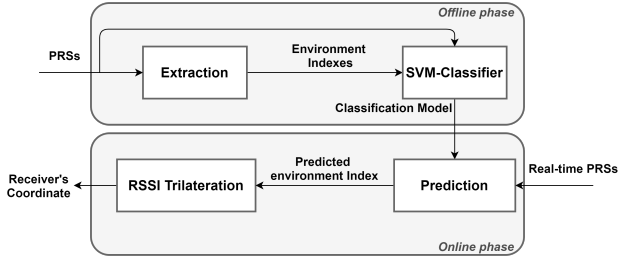 Offline phase
PRSs
Extraction
Environment
Indexes
SVM-Classifier
Classification Model
Receiver's
Coordinate
RSSI Trilateration
Predicted
environment Index
Prediction
Real-time PRSs
Online phase